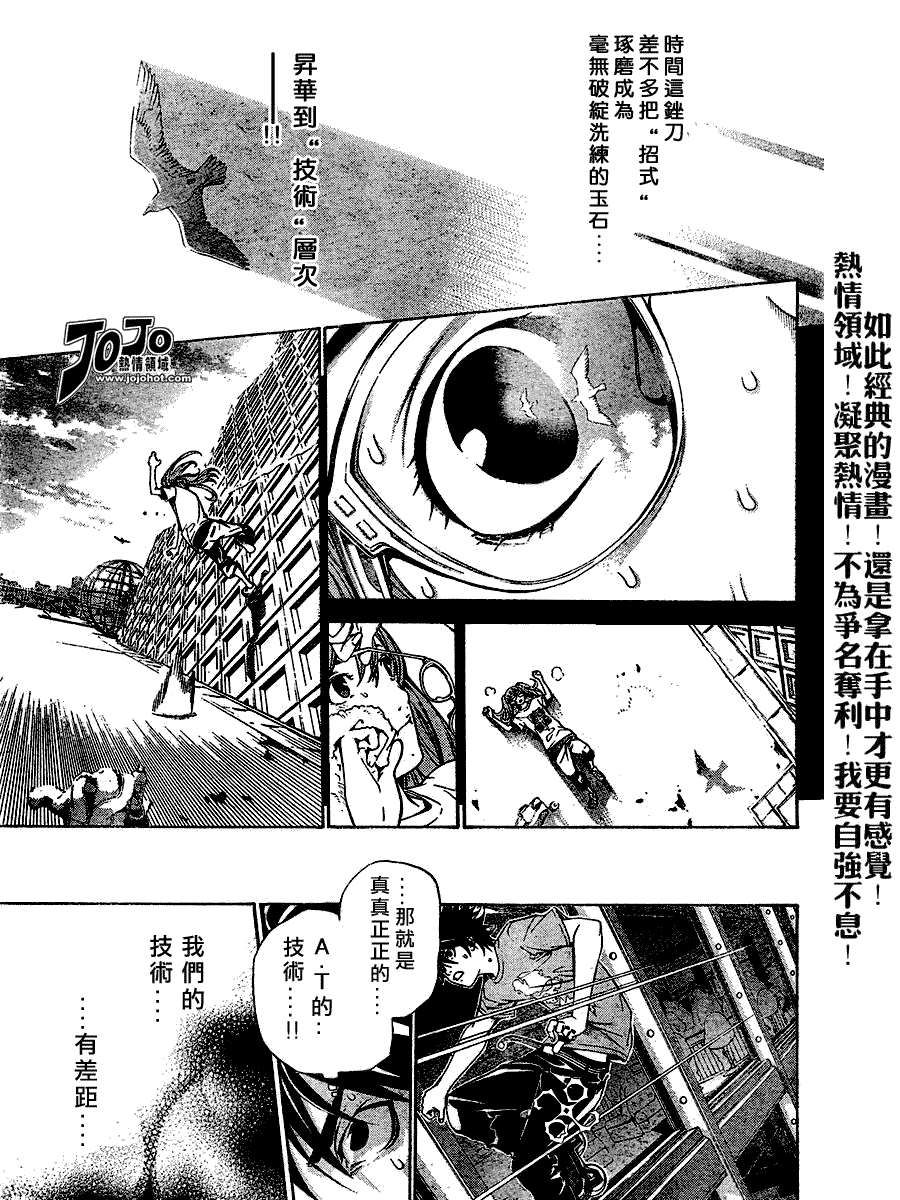 時間這銼刀
差不多把“招式“
琢磨成為
毫無破綻洗練的玉石‥‥
昇華到“技術“層次
——!!
JOJO
熱情領域
www.jojohot.com
如此經典的漫畫！還是拿在手中才更有感覺！
熱情領域！凝聚熱情！不為爭名奪利！我要自強不息！
‥‥那就是
真真正正的‥‥
A·T的‥
技術‥‥!!
我們的
技術‥‥
‥‥有差距‥‥